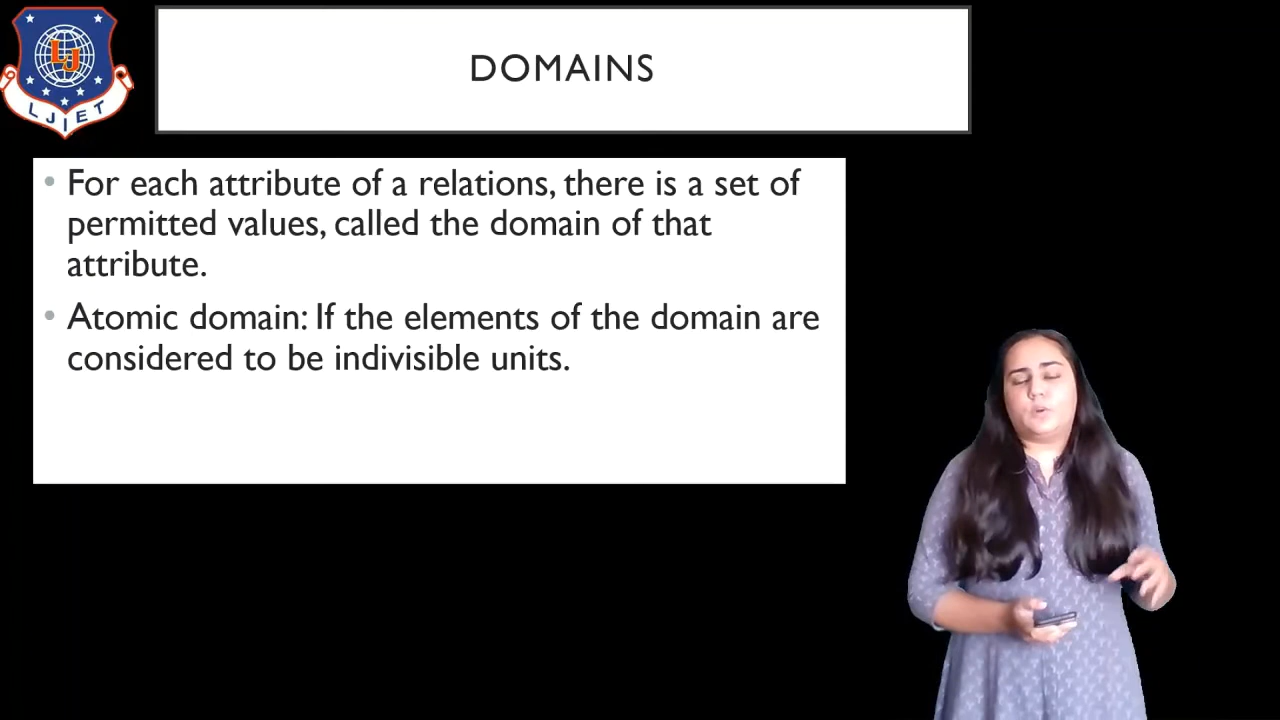 DOMAINS
LJ
LJIET
• For each attribute of a relations, there is a set of
permitted values, called the domain of that
attribute.
• Atomic domain: If the elements of the domain are
considered to be indivisible units.